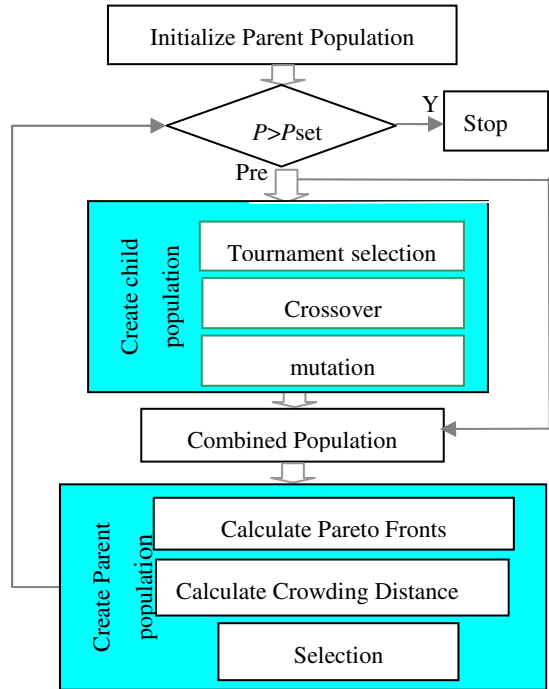 Initialize Parent Population
P>Pset
Y
Stop
Pre
Create child
population
Tournament selection
Crossover
mutation
Combined Population
Create Parent
population
Calculate Pareto Fronts
Calculate Crowding Distance
Selection